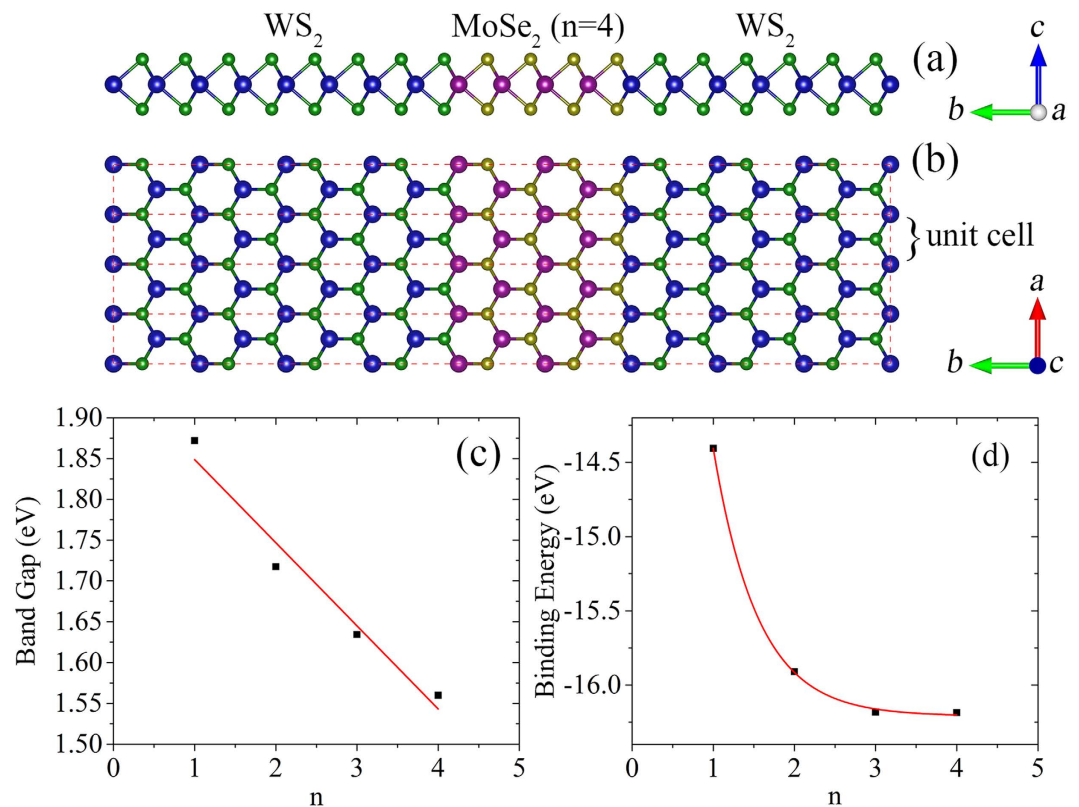 WS2 MoSe2 (n=4) WS2
(a)
c
b a
(b)
} unit cell
a
b c
(c)
1.90
1.85
1.80
1.75
1.70
1.65
1.60
1.55
1.50
Band Gap (eV)
0 1 2 3 4 5
n
(d)
-14.5
-15.0
-15.5
-16.0
Binding Energy (eV)
0 1 2 3 4 5
n